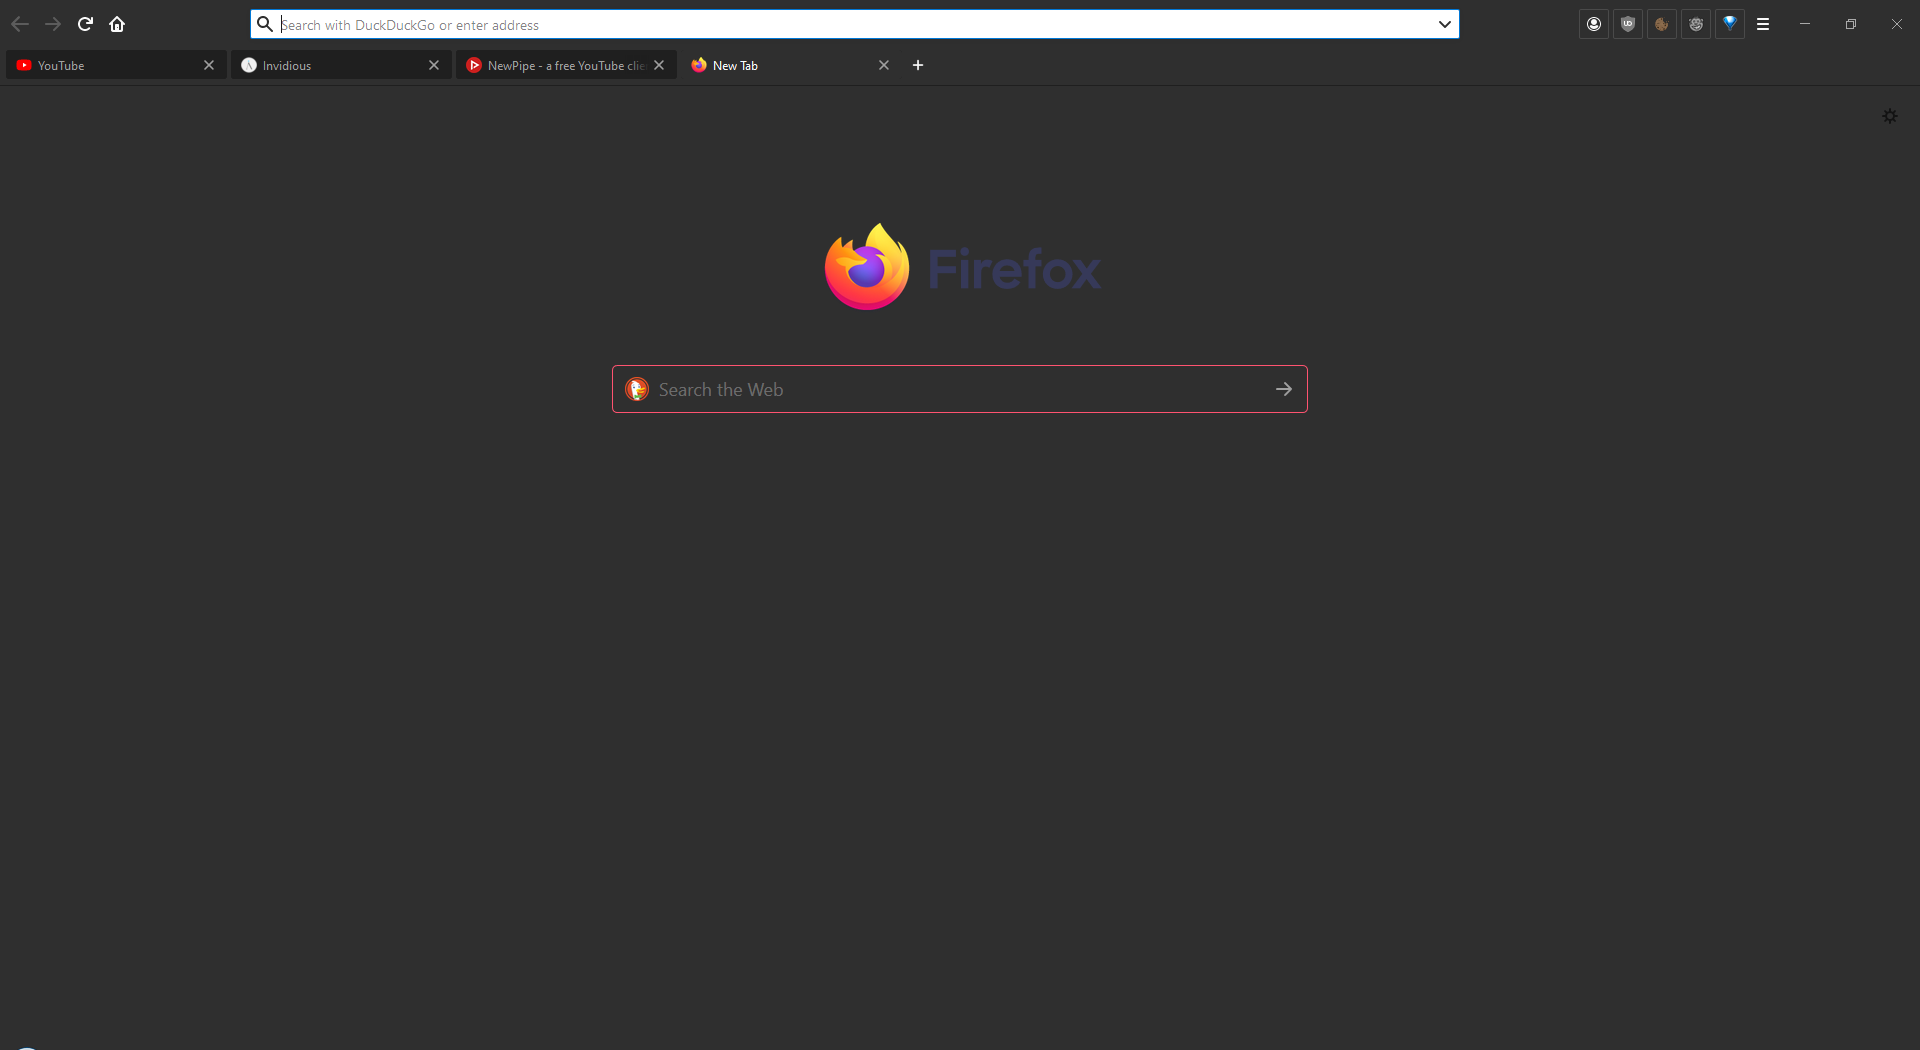 Search with DuckDuckGo or enter address
YouTube
Invidious
NewPipe - a free YouTube clie
New Tab
Firefox
Search the Web